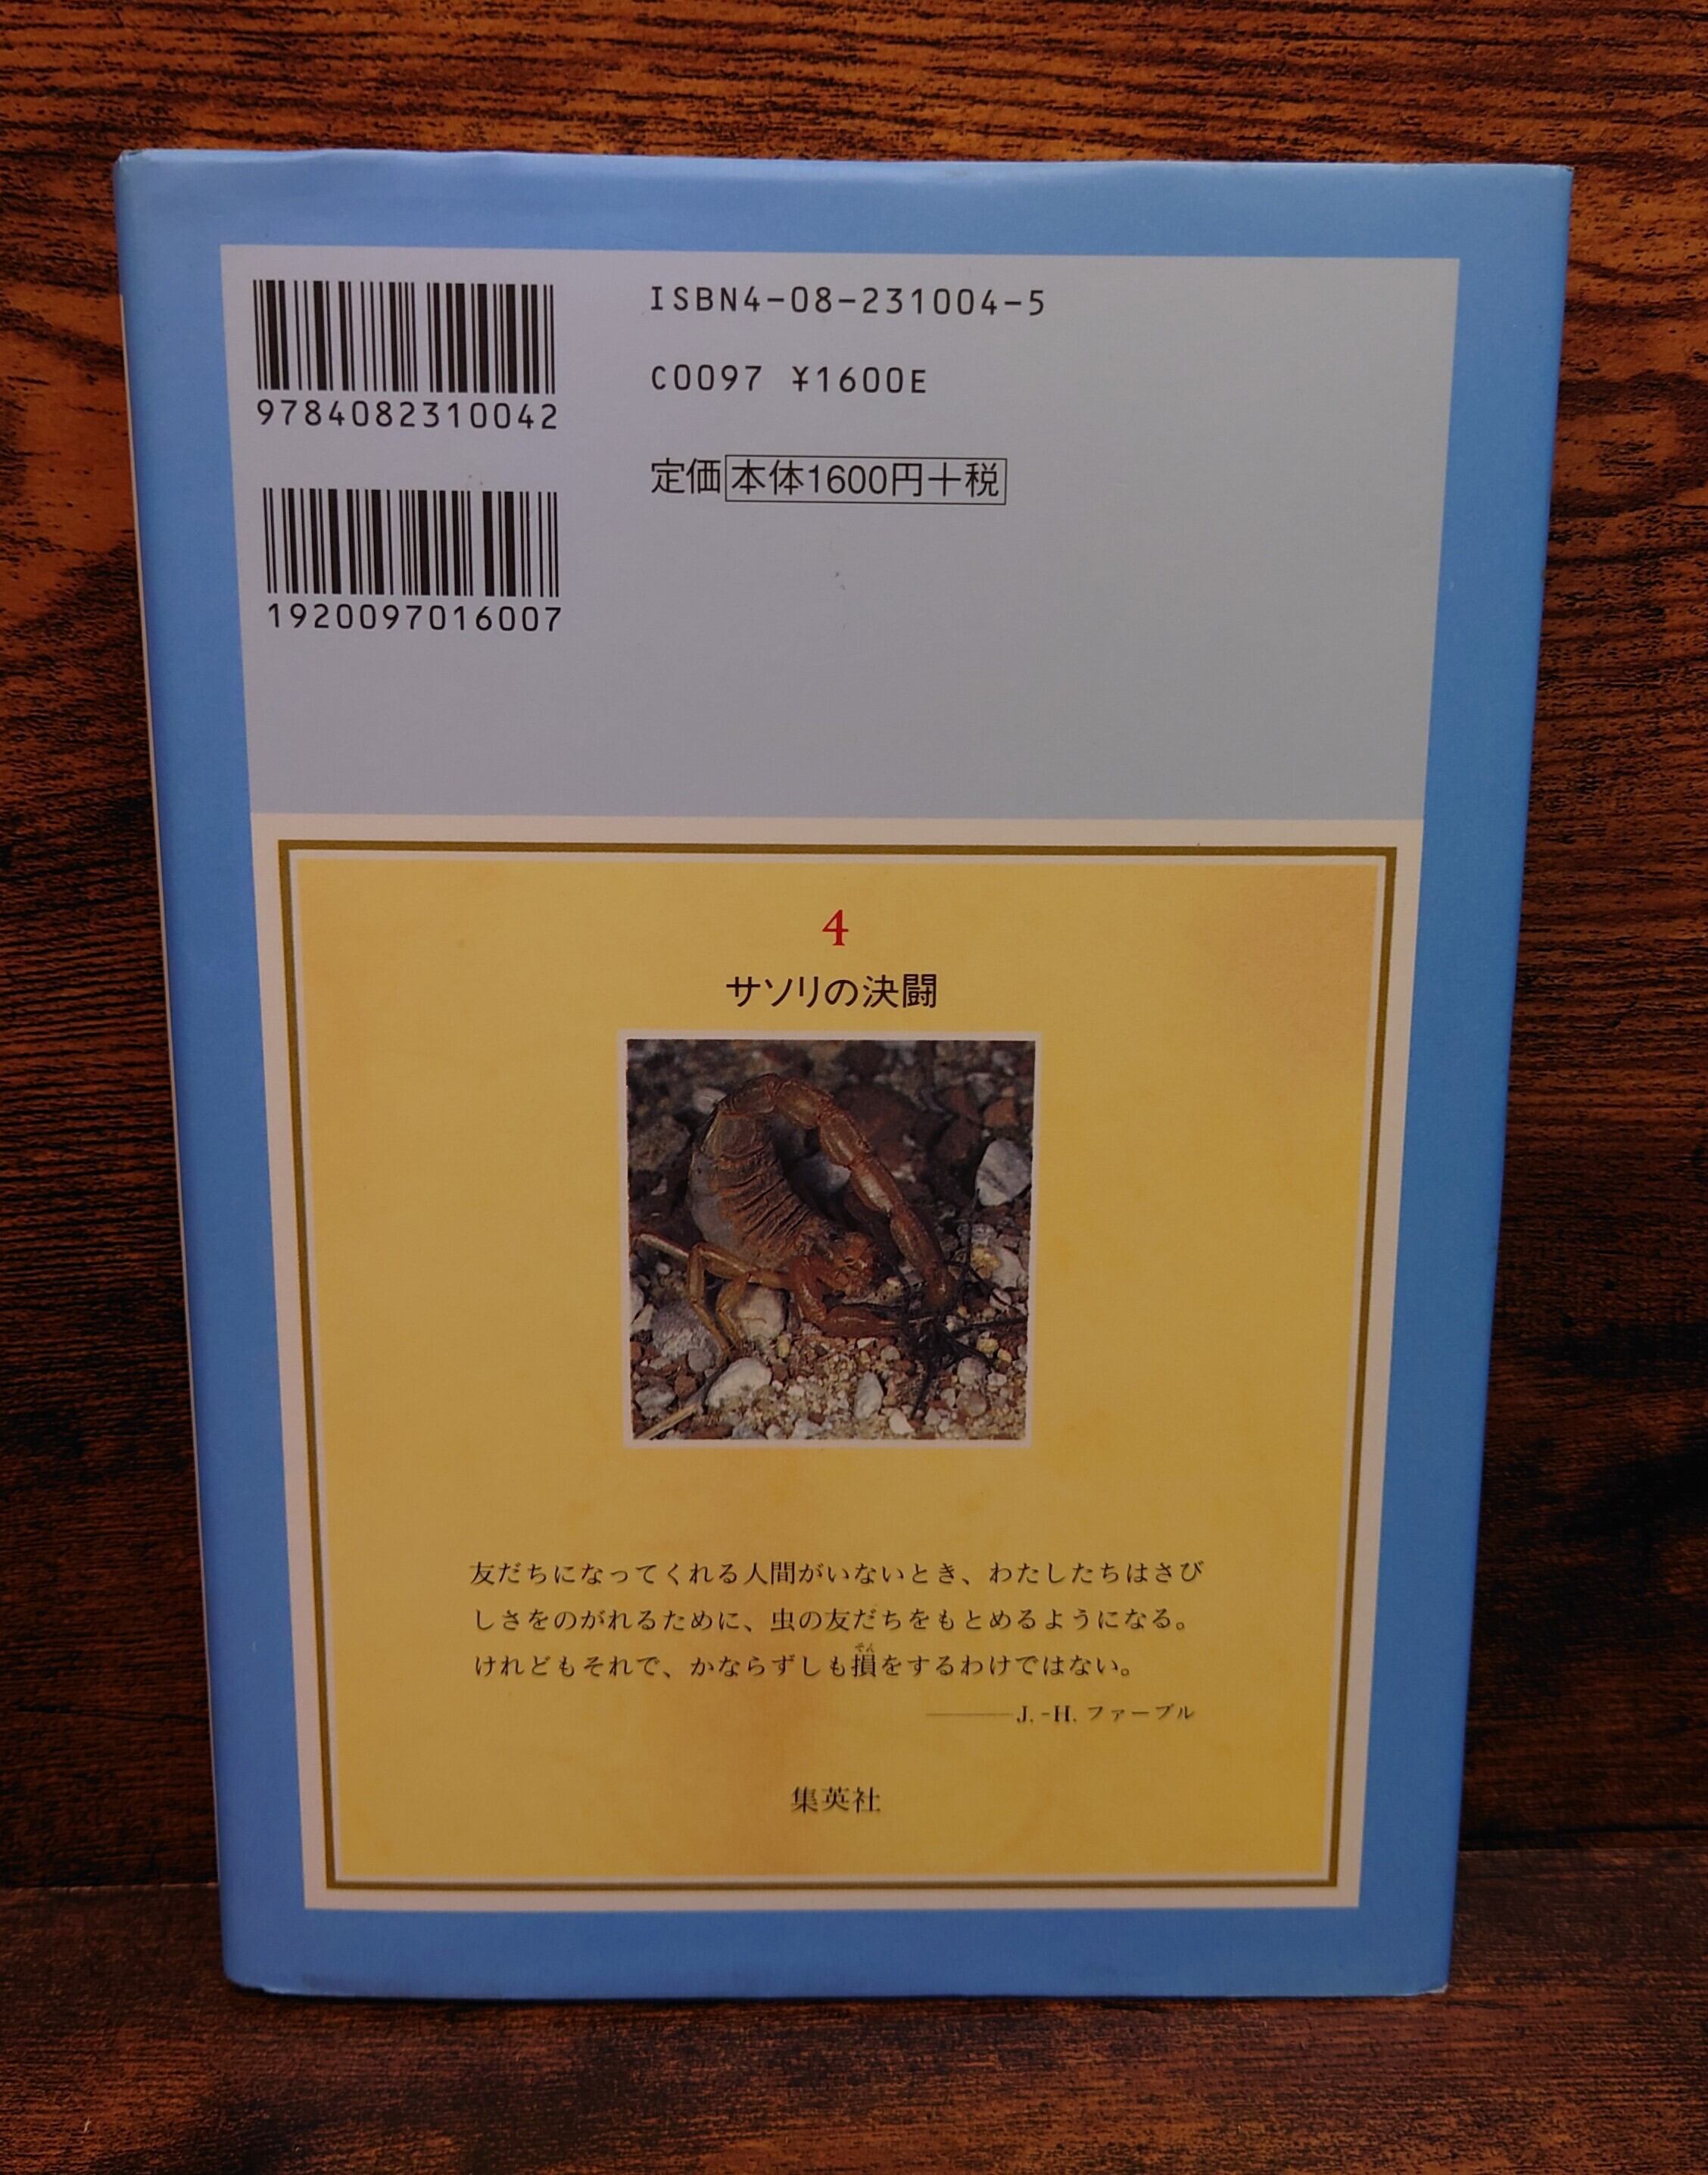 ISBN4-08-231004-5
C0097 ¥1600E
9784082310042
定価本体1600円+税
1920097016007
4
サソリの決闘
友だちになってくれる人間がいないとき、わたしたちはさび
しさをのがれるために、虫の友だちをもとめるようになる。
そん
けれどもそれで、かならずしも損をするわけではない。
——J.-H. ファーブル
集英社